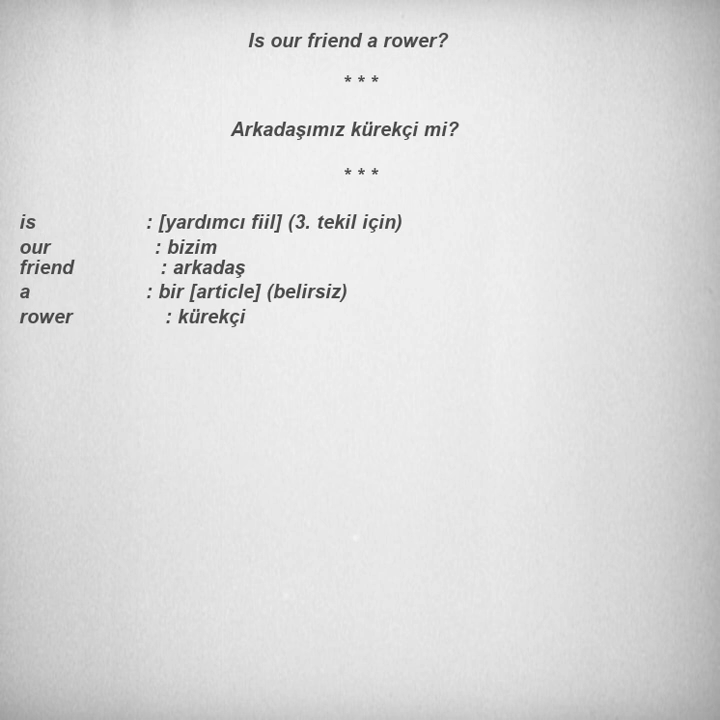 Is our friend a rower?
* * *
Arkadaşımız kürekçi mi?
* * *
is : [yardımcı fiil] (3. tekil için)
our : bizim
friend : arkadaş
a : bir [article] (belirsiz)
rower : kürekçi